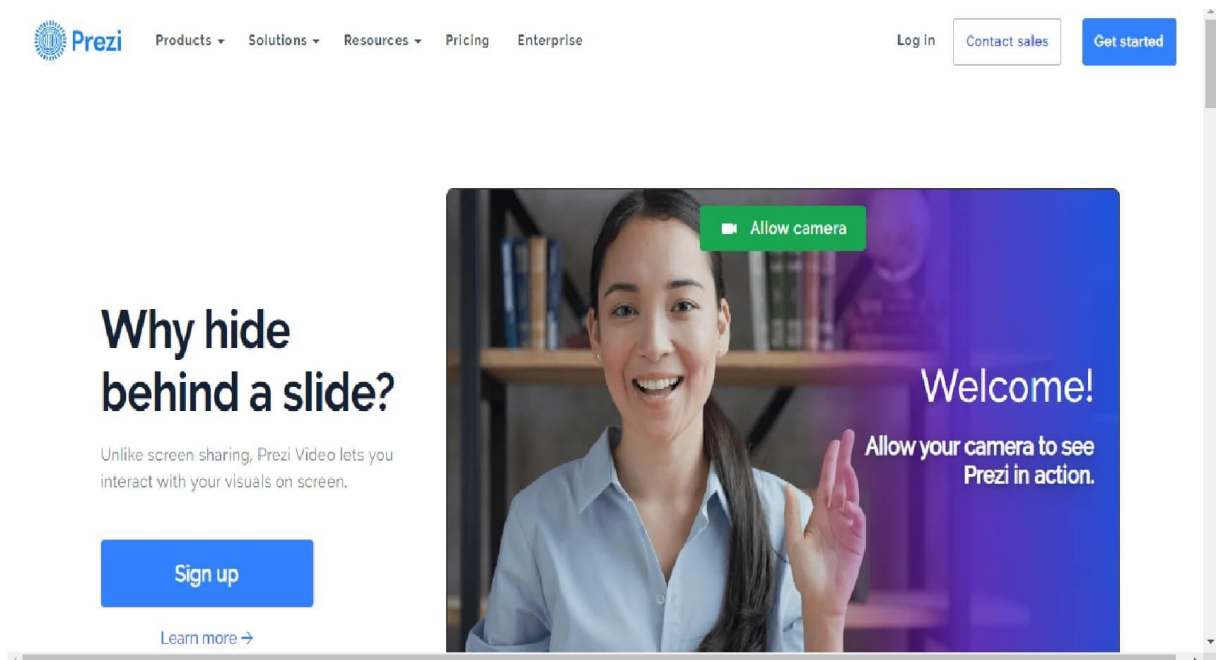 Prezi Products Solutions Resources Pricing Enterprise Log in Contact sales Get started
Allow camera
Why hide
behind a slide?
Unlike screen sharing, Prezi Video lets you
interact with your visuals on screen.
Sign up
Learn more →
Welcome!
Allow your camera to see
Prezi in action.